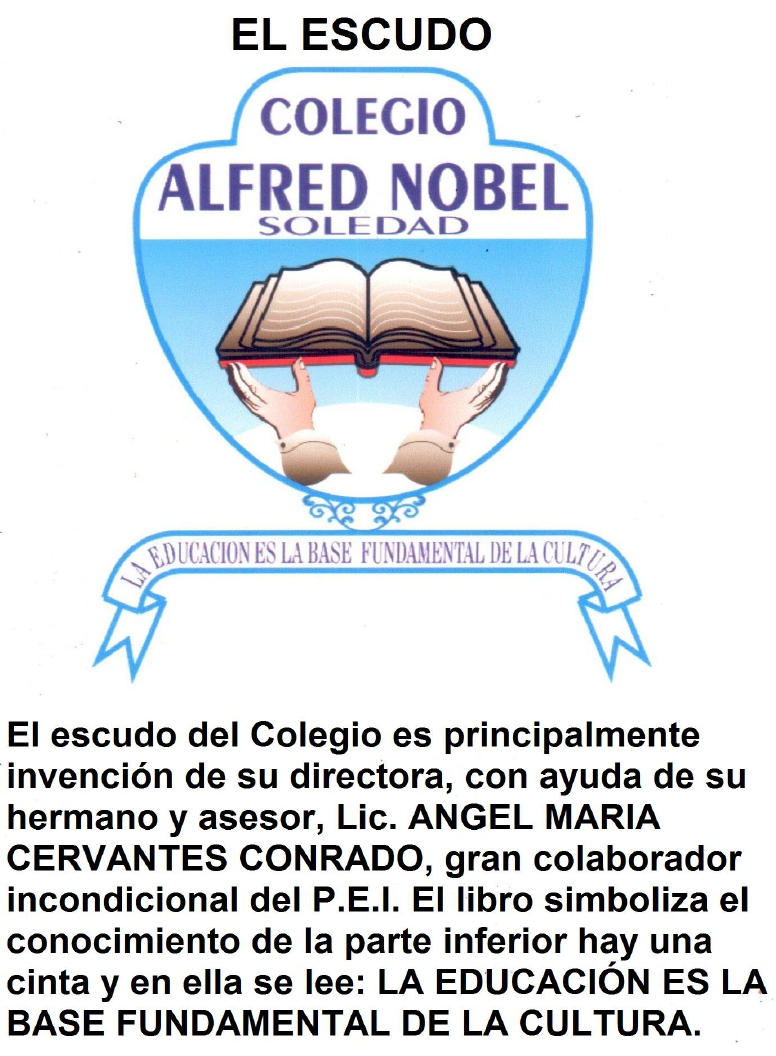 EL ESCUDO
COLEGIO
ALFRED NOBEL
SOLEDAD
LA EDUCACION ES LA BASE FUNDAMENTAL DE LA CULTURA
El escudo del Colegio es principalmente
invención de su directora, con ayuda de su
hermano y asesor, Lic. ANGEL MARIA
CERVANTES CONRADO, gran colaborador
incondicional del P.E.I. El libro simboliza el
conocimiento de la parte inferior hay una
cinta y en ella se lee: LA EDUCACIÓN ES LA
BASE FUNDAMENTAL DE LA CULTURA.